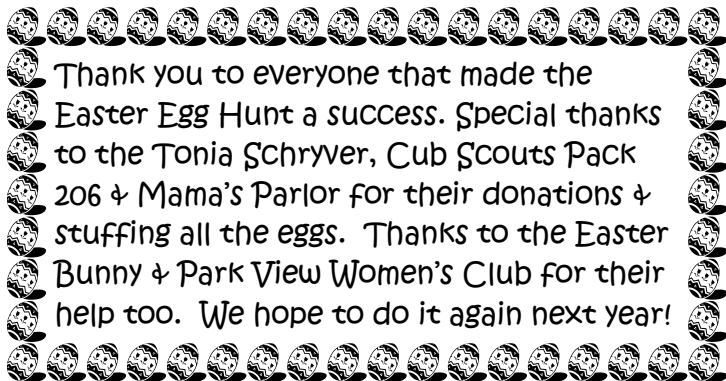 Thank you to everyone that made the
Easter Egg Hunt a success. Special thanks
to the Tonia Schryver, Cub Scouts Pack
206 & Mama's Parlor for their donations &
stuffing all the eggs.  Thanks to the Easter
Bunny & Park View Women's Club for their
help too.  We hope to do it again next year!